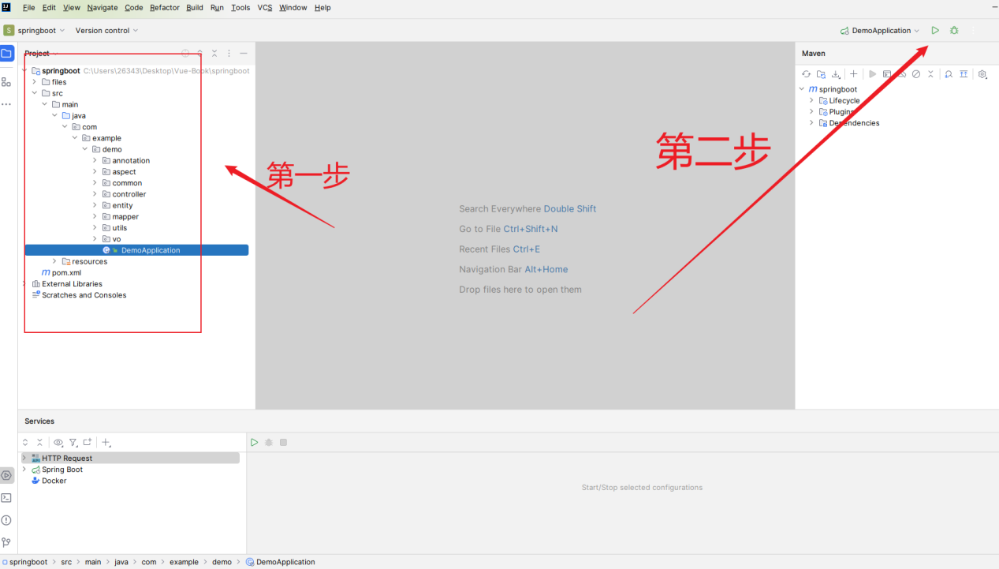 File Edit View Navigate Code Refactor Build Run Tools VCS Window Help
S springboot Version control DemoApplication
Project
springboot C:\Users\26343\Desktop\Vue-Book\springboot
files
src
main
java
com
example
demo
annotation
aspect
common
controller
entity
mapper
utils
vo
DemoApplication
resources
pom.xml
External Libraries
Scratches and Consoles
第一步
第二步
Search Everywhere Double Shift
Go to File Ctrl+Shift+N
Recent Files Ctrl+E
Navigation Bar Alt+Home
Drop files here to open them
Maven
springboot
Lifecycle
Plugins
Dependencies
Services
HTTP Request
Spring Boot
Docker
Start/Stop selected configurations
springboot > src > main > java > com > example > demo > DemoApplication